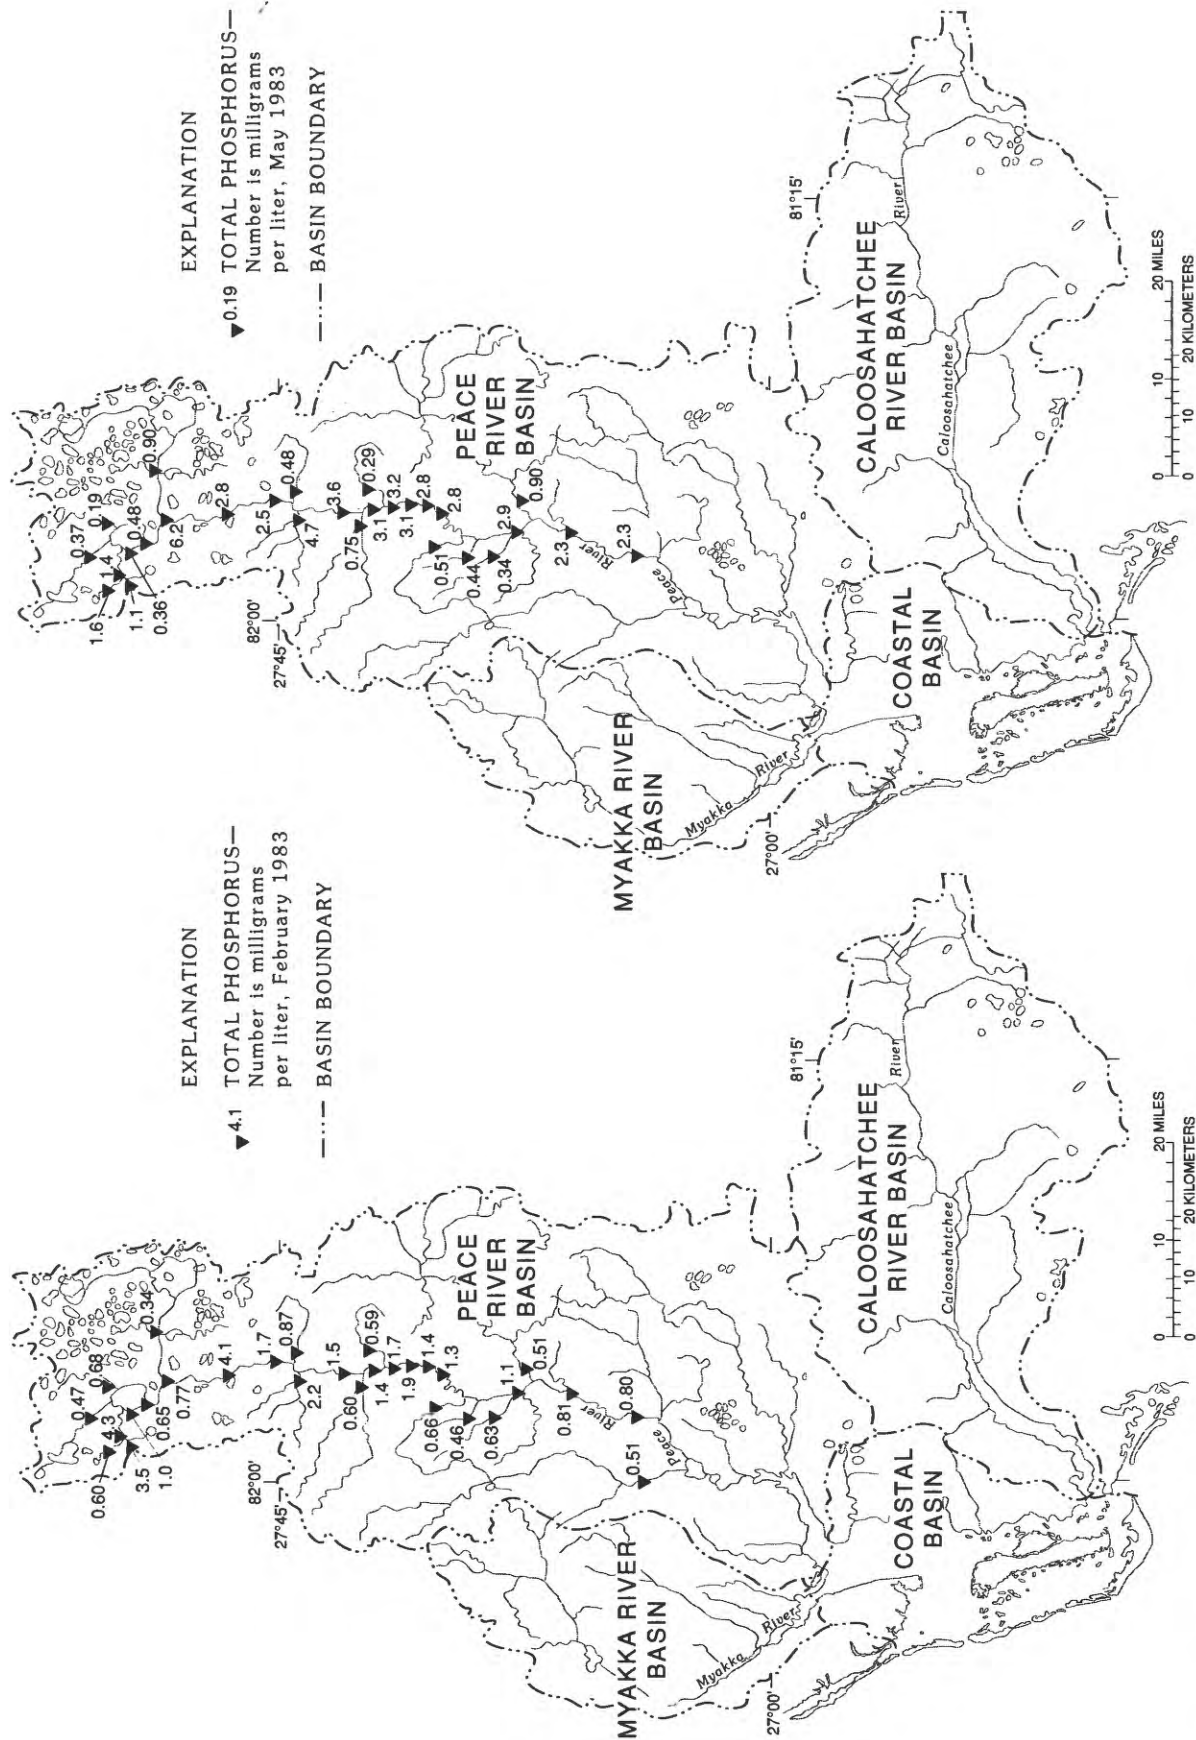 EXPLANATION
▼4.1 TOTAL PHOSPHORUS—
Number is milligrams
per liter, February 1983
BASIN BOUNDARY
0.47
0.68
0.60
4.3
0.34
3.5
1.0
0.65
0.77
4.1
1.7
0.87
82°00'
27°45'
2.2
1.5
0.60
0.59
1.4
1.7
1.9
1.4
1.3
0.66
0.46
0.63
1.1
0.51
0.81
0.80
0.51
PEACE
RIVER
BASIN
Peace
River
MYAKKA RIVER
BASIN
Myakka
River
27°00'
81°15'
CALOOSAHATCHEE
RIVER BASIN
Caloosahatchee
River
COASTAL
BASIN
0 10 20 MILES
0 10 20 KILOMETERS
EXPLANATION
▼0.19 TOTAL PHOSPHORUS—
Number is milligrams
per liter, May 1983
BASIN BOUNDARY
0.37
0.19
1.6
1.4
0.90
1.1
0.36
0.48
6.2
2.8
2.5
0.48
82°00'
27°45'
4.7
3.6
0.75
0.29
3.1
3.2
3.1
2.8
2.8
0.51
0.44
0.34
2.9
0.90
2.3
2.3
PEACE
RIVER
BASIN
Peace
River
MYAKKA RIVER
BASIN
Myakka
River
27°00'
81°15'
CALOOSAHATCHEE
RIVER BASIN
Caloosahatchee
River
COASTAL
BASIN
0 10 20 MILES
0 10 20 KILOMETERS